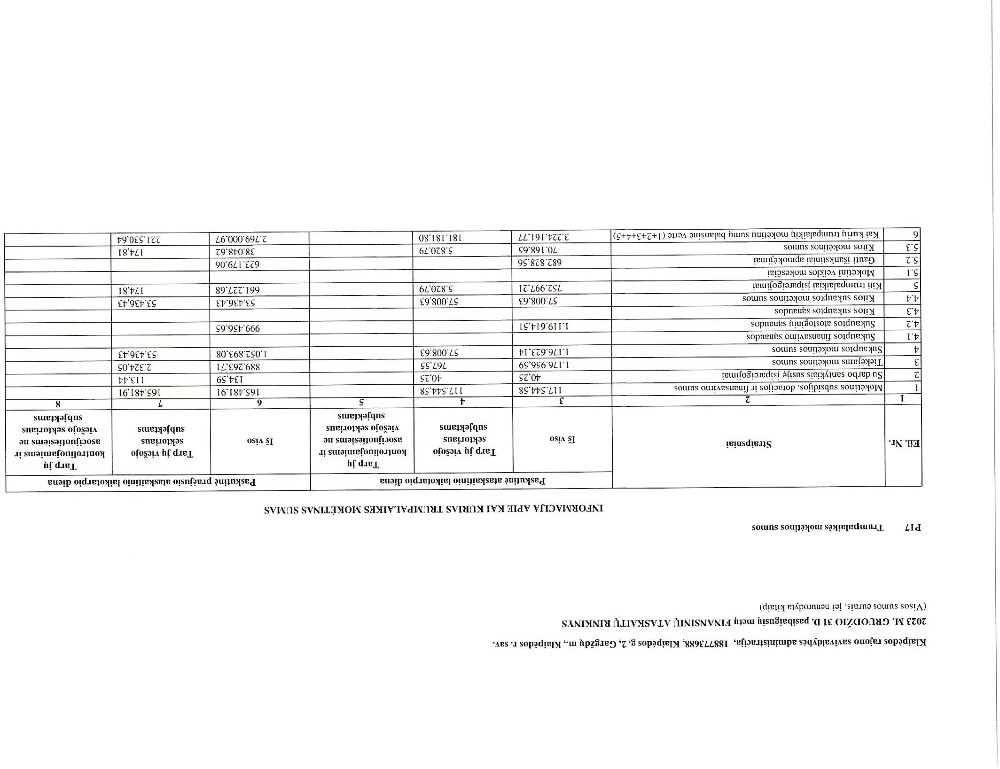 Klaipėdos rajono savivaldybės administracija, 188773688, Klaipėdos g. 2, Gargždų m., Klaipėdos r. sav.
2023 M. GRUODŽIO 31 D. pasibaigusių metų FINANSINIŲ ATASKAITŲ RINKINYS
(Visos sumos eurais, jei nenurodyta kitaip)
P17 Trumpalaikės mokėtinos sumos
INFORMACIJA APIE KAI KURIAS TRUMPALAIKES MOKĖTINAS SUMAS
Eil. Nr. Straipsniai Paskutinė ataskaitinio laikotarpio diena Paskutinė praėjusio ataskaitinio laikotarpio diena
Iš viso Tarp jų viešojo sektoriaus subjektams Tarp jų kontroliuojamiems ir asocijuotiesiems ne viešojo sektoriaus subjektams Iš viso Tarp jų viešojo sektoriaus subjektams Tarp jų kontroliuojamiems ir asocijuotiesiems ne viešojo sektoriaus subjektams
1 2 3 4 5 6 7 8
1 Mokėtinos subsidijos, dotacijos ir finansavimo sumos 117.544,58 117.544,58 165.481,91 165.481,91
2 Su darbo santykiais susiję įsipareigojimai 40,25 40,25 134,59 113,44
3 Tiekėjams mokėtinos sumos 1.176.956,59 767,55 889.263,71 2.324,05
4 Sukauptos mokėtinos sumos 1.176.623,14 57.008,63 1.052.893,08 53.436,43
4.1 Sukauptos finansavimo sąnaudos
4.2 Sukauptos atostoginių sąnaudos 1.119.614,51 999.456,65
4.3 Kitos sukauptos sąnaudos
4.4 Kitos sukauptos mokėtinos sumos 57.008,63 57.008,63 53.436,43 53.436,43
5 Kiti trumpalaikiai įsipareigojimai 752.997,21 5.820,79 661.227,68 174,81
5.1 Mokėtini veiklos mokesčiai
5.2 Gauti išankstiniai apmokėjimai 682.828,56 623.179,06
5.3 Kitos mokėtinos sumos 70.168,65 5.820,79 38.048,62 174,81
6 Kai kurių trumpalaikių mokėtinų sumų balansinė vertė (1+2+3+4+5) 3.224.161,77 181.181,80 2.769.000,97 221.530,64